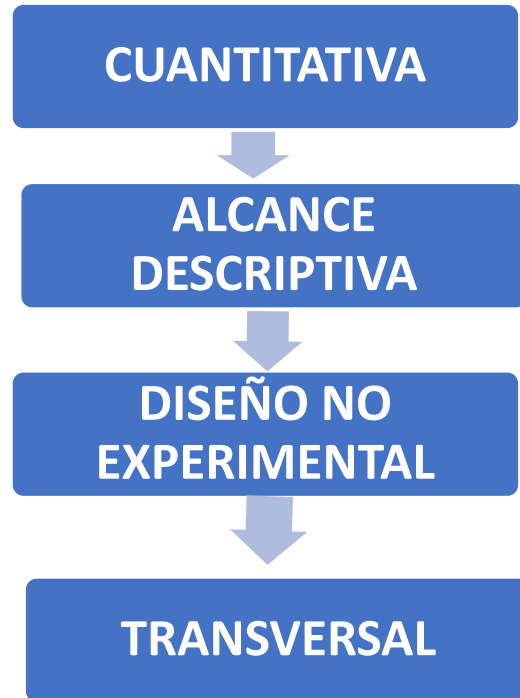 CUANTITATIVA
ALCANCE
DESCRIPTIVA
DISEÑO NO
EXPERIMENTAL
TRANSVERSAL